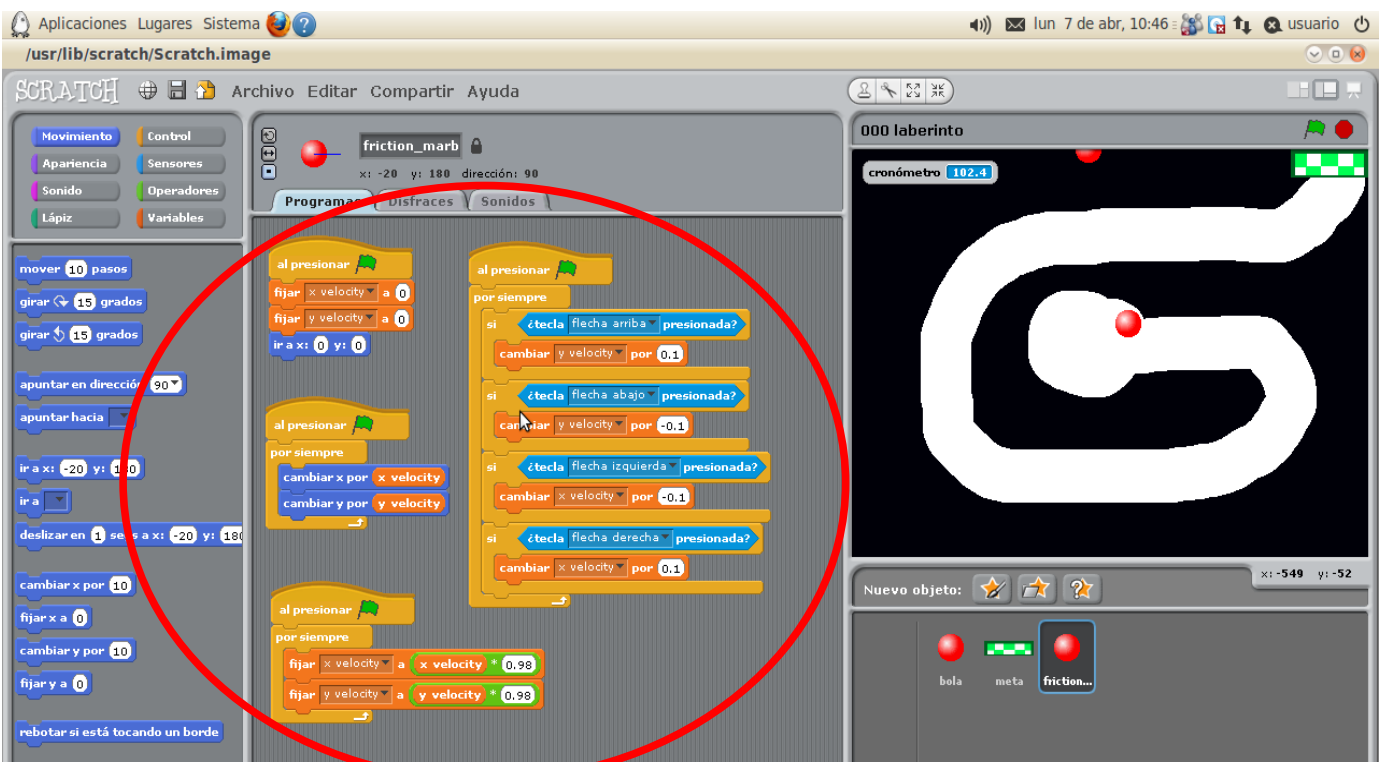 Aplicaciones Lugares Sistema
lun 7 de abr, 10:46 usuario
/usr/lib/scratch/Scratch.image
SCRATCH Archivo Editar Compartir Ayuda
Movimiento Control
Apariencia Sensores
Sonido Operadores
Lápiz Variables
mover 10 pasos
girar 15 grados
girar 15 grados
apuntar en dirección 90
apuntar hacia
ir a x: -20 y: 180
ir a
deslizar en 1 segs a x: -20 y: 180
cambiar x por 10
fijar x a 0
cambiar y por 10
fijar y a 0
rebotar si está tocando un borde
friction_marb
x: -20 y: 180 dirección: 90
Programas Disfraces Sonidos
al presionar
fijar x velocity a 0
fijar y velocity a 0
ir a x: 0 y: 0
al presionar
por siempre
cambiar x por x velocity
cambiar y por y velocity
al presionar
por siempre
fijar x velocity a x velocity * 0.98
fijar y velocity a y velocity * 0.98
al presionar
por siempre
si ¿tecla flecha arriba presionada?
cambiar y velocity por 0.1
si ¿tecla flecha abajo presionada?
cambiar y velocity por -0.1
si ¿tecla flecha izquierda presionada?
cambiar x velocity por -0.1
si ¿tecla flecha derecha presionada?
cambiar x velocity por 0.1
000 laberinto
cronómetro 102.4
x: -549 y: -52
Nuevo objeto:
bola meta friction...